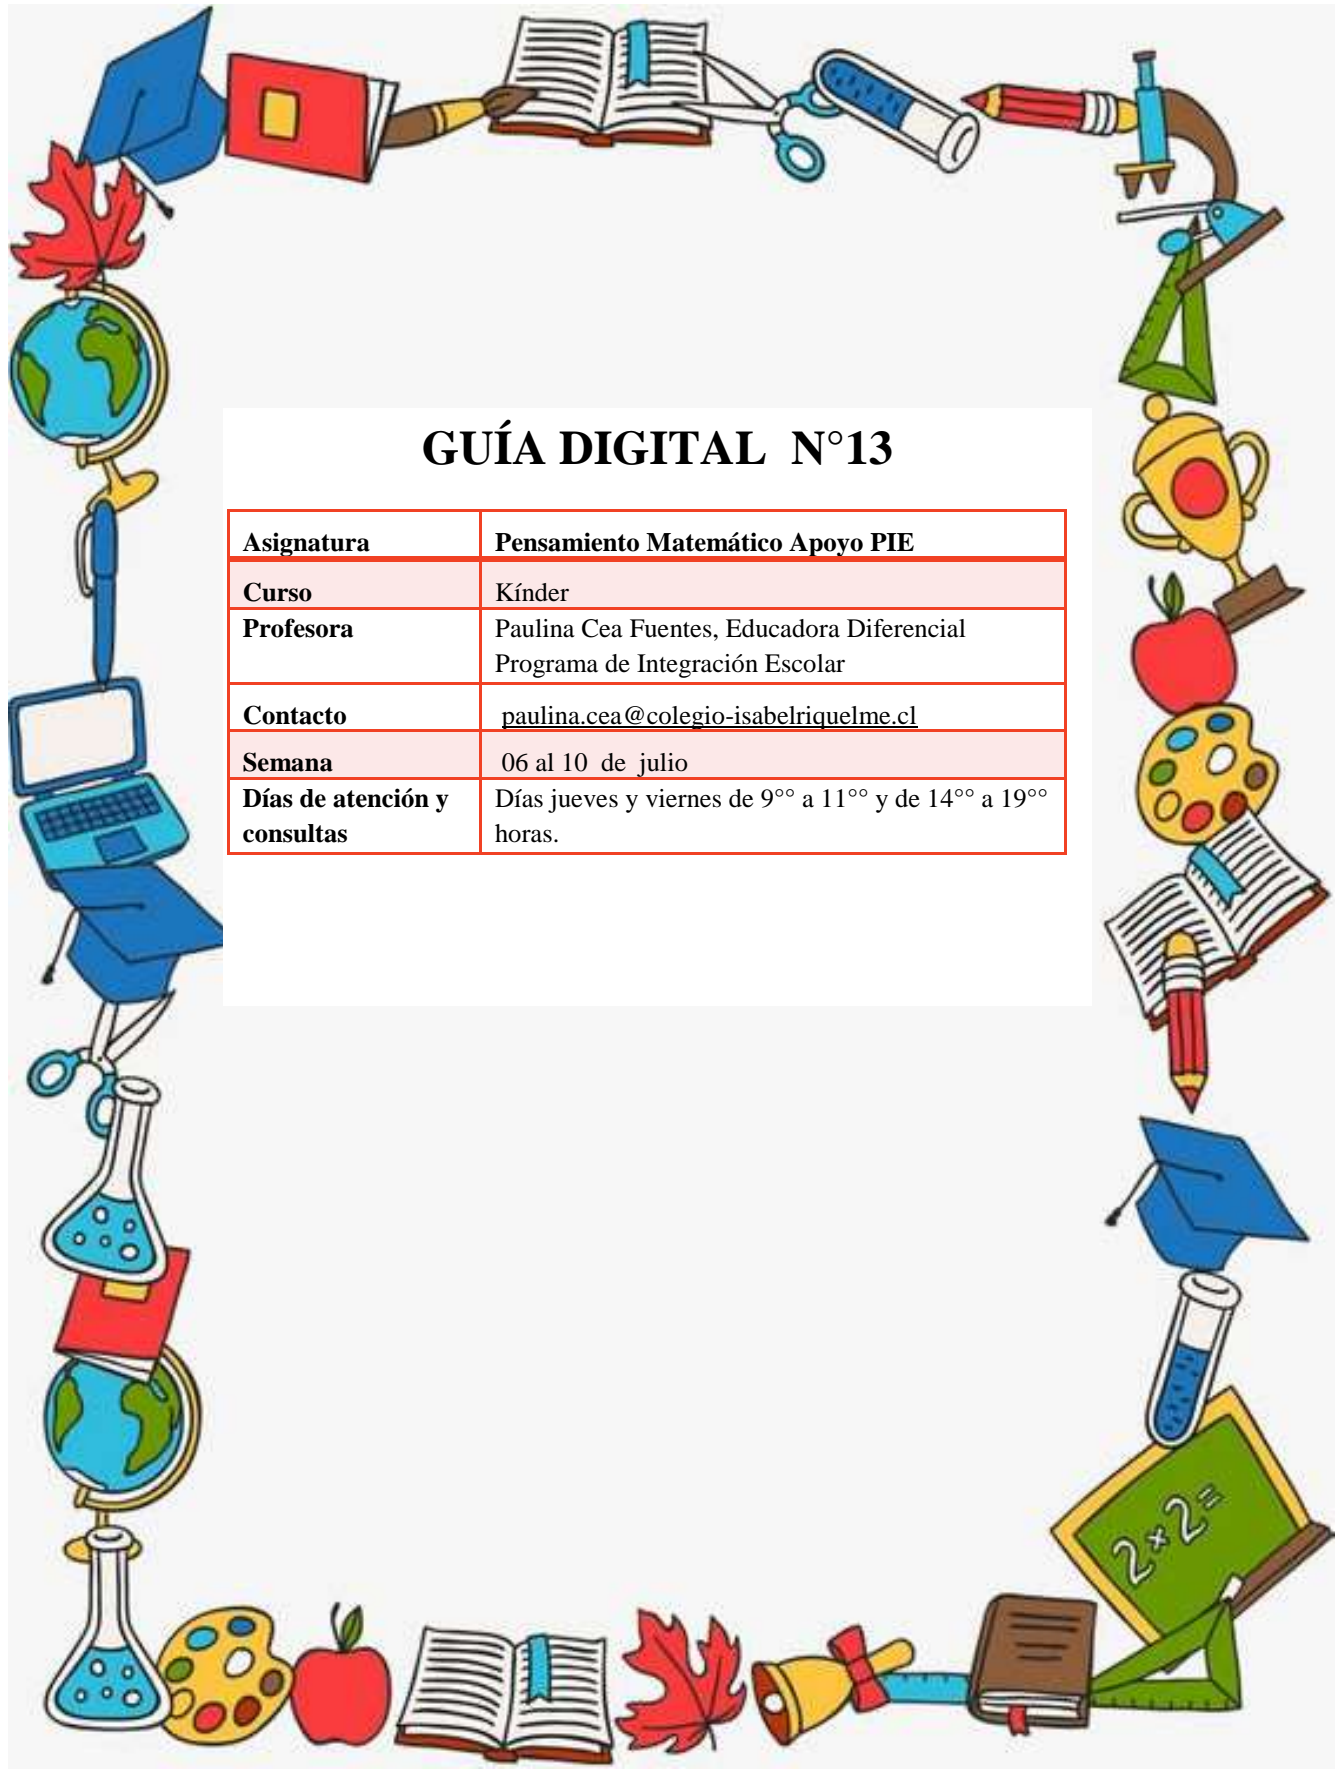 GUÍA DIGITAL N°13
Asignatura Pensamiento Matemático Apoyo PIE
Curso Kínder
Profesora Paulina Cea Fuentes, Educadora Diferencial
Programa de Integración Escolar
Contacto paulina.cea@colegio-isabelriquelme.cl
Semana 06 al 10 de julio
Días de atención y Días jueves y viernes de 9°° a 11°° y de 14°° a 19°°
consultas horas.
2×2=